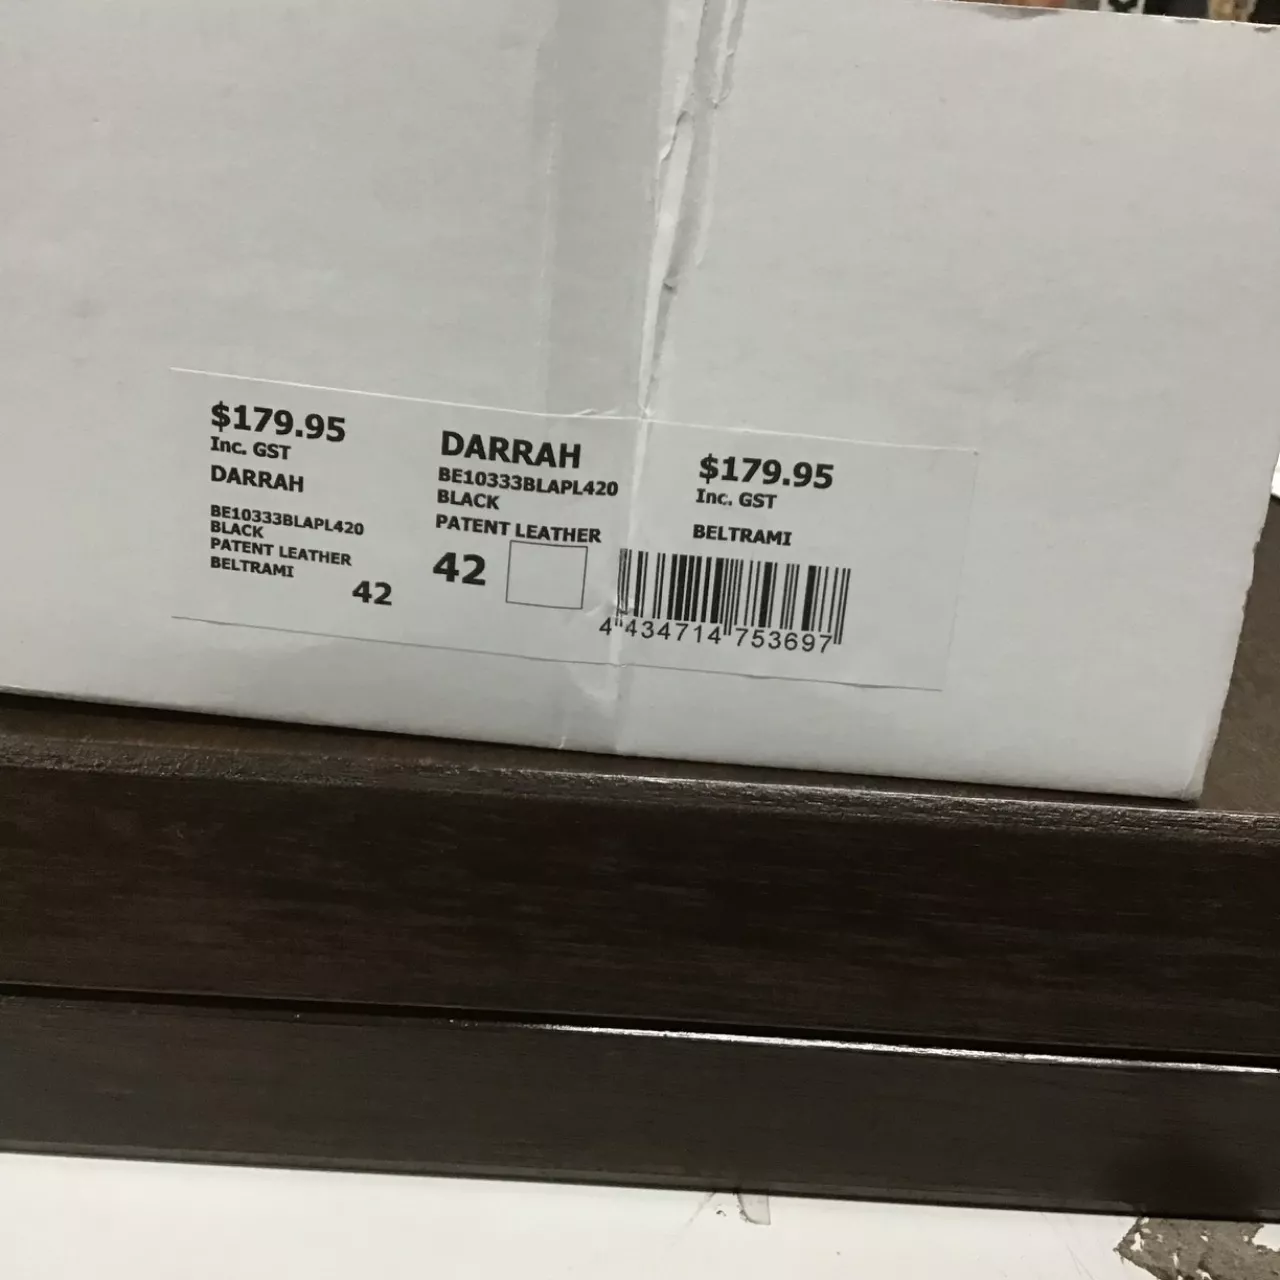 $179.95
Inc. GST
DARRAH
BE10333BLAPL420
BLACK
PATENT LEATHER
BELTRAMI
42
DARRAH
BE10333BLAPL420
BLACK
PATENT LEATHER
42
$179.95
Inc. GST
BELTRAMI
4 434714 753697